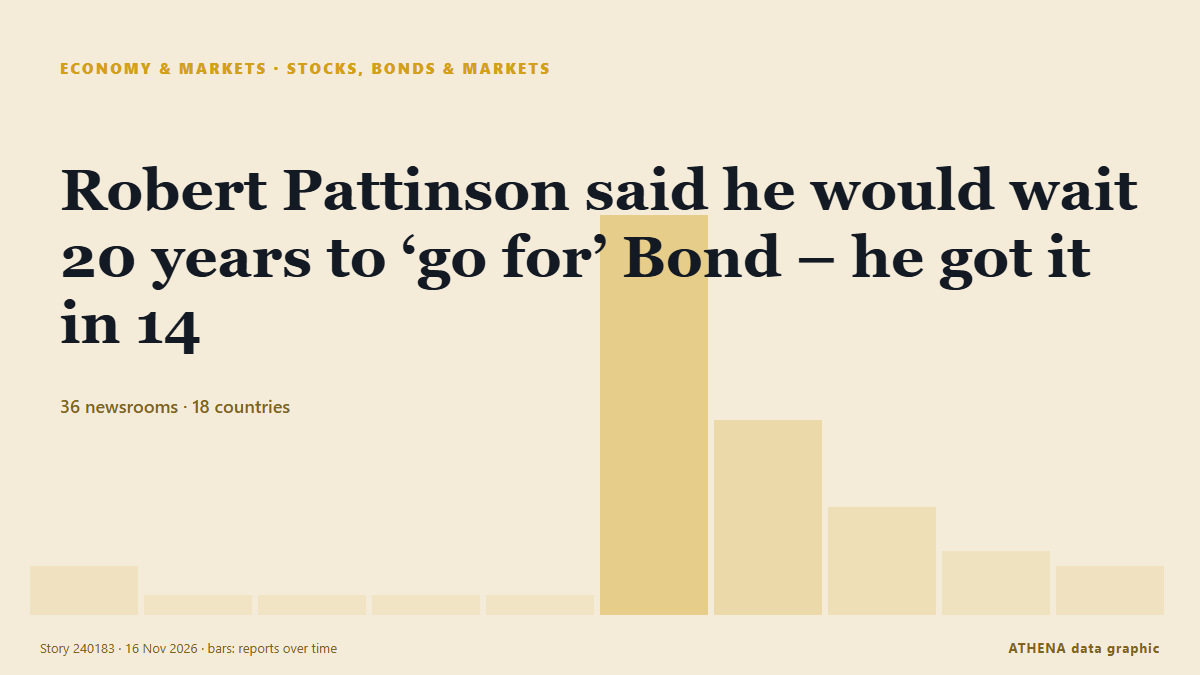 ECONOMY & MARKETS · STOCKS, BONDS & MARKETS
Robert Pattinson said he would wait
20 years to ‘go for’ Bond – he got it
in 14
36 newsrooms · 18 countries
Story 240183 · 16 Nov 2026 · bars: reports over time
ATHENA data graphic